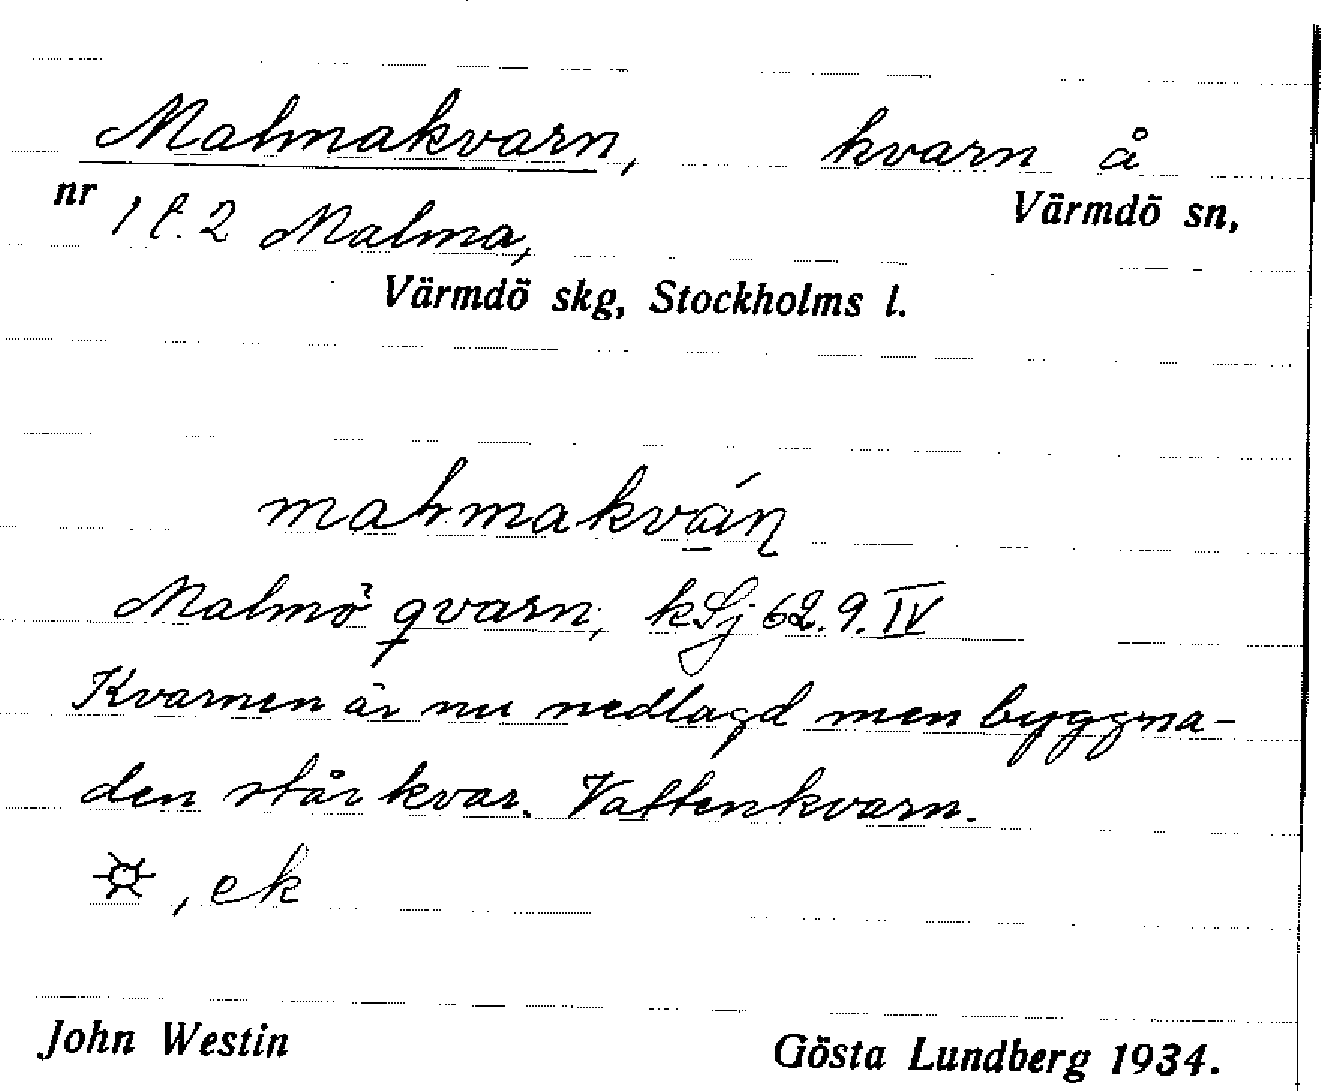 Malmakvarn, kvarn å
nr 1 l. 2 Malma, Värmdö sn,
Värmdö skg, Stockholms l.
Malmö qvarn, kSj 62.9.IV
Kvarnen är nu nedlagd men byggna-
den står kvar. Vattenkvarn.
¤, ek
John Westin Gösta Lundberg 1934.